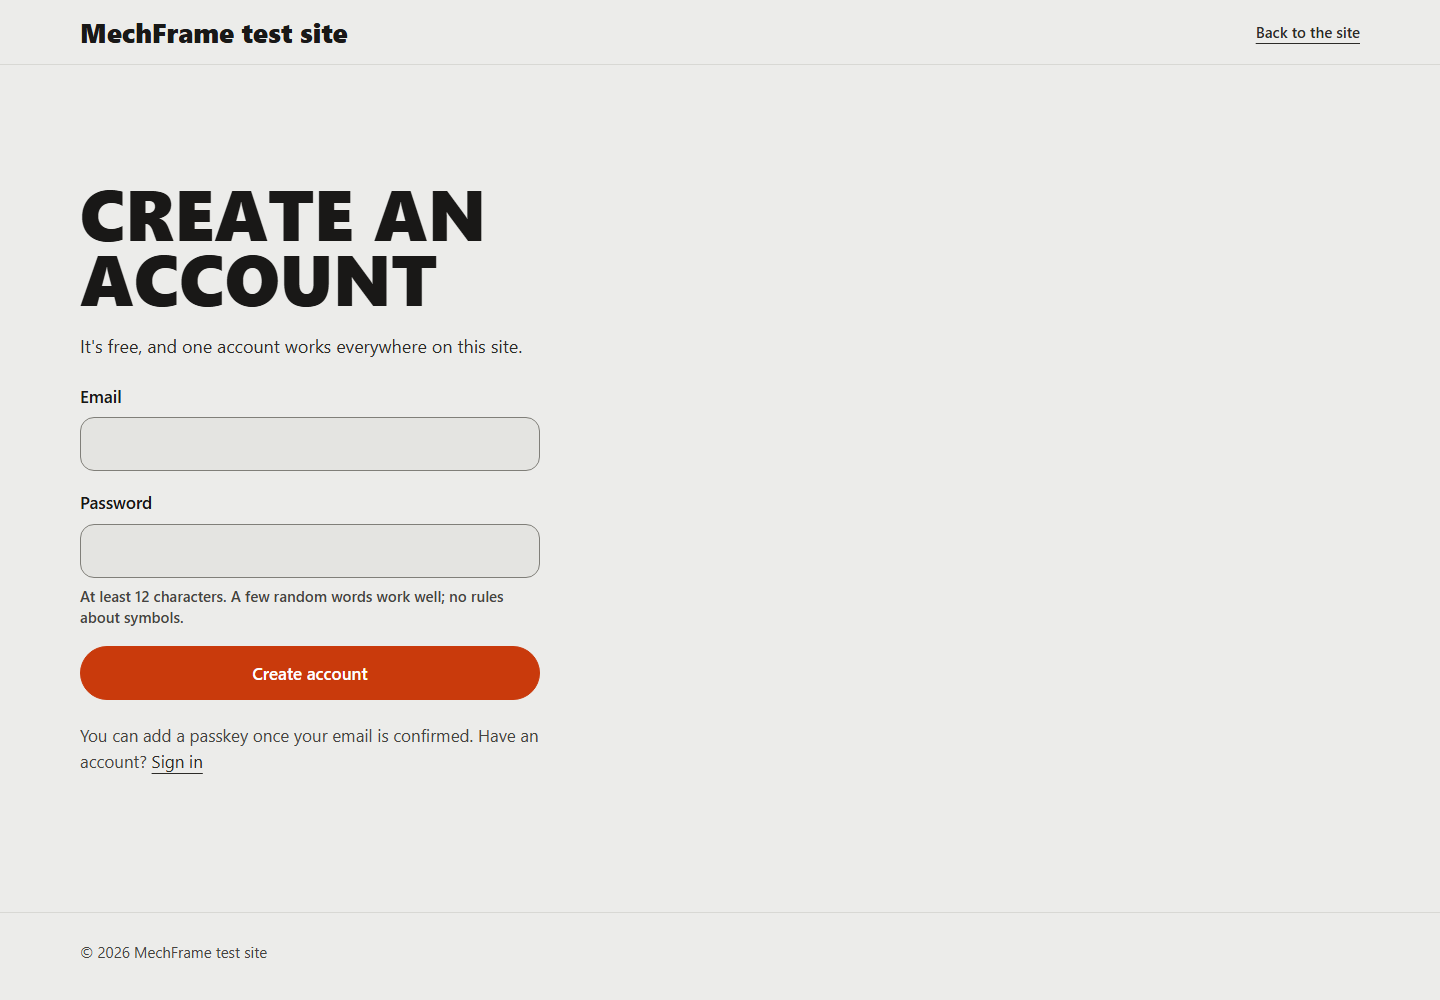 MechFrame test site
Back to the site
CREATE AN
ACCOUNT
It's free, and one account works everywhere on this site.
Email
Password
At least 12 characters. A few random words work well; no rules
about symbols.
Create account
You can add a passkey once your email is confirmed. Have an
account? Sign in
© 2026 MechFrame test site